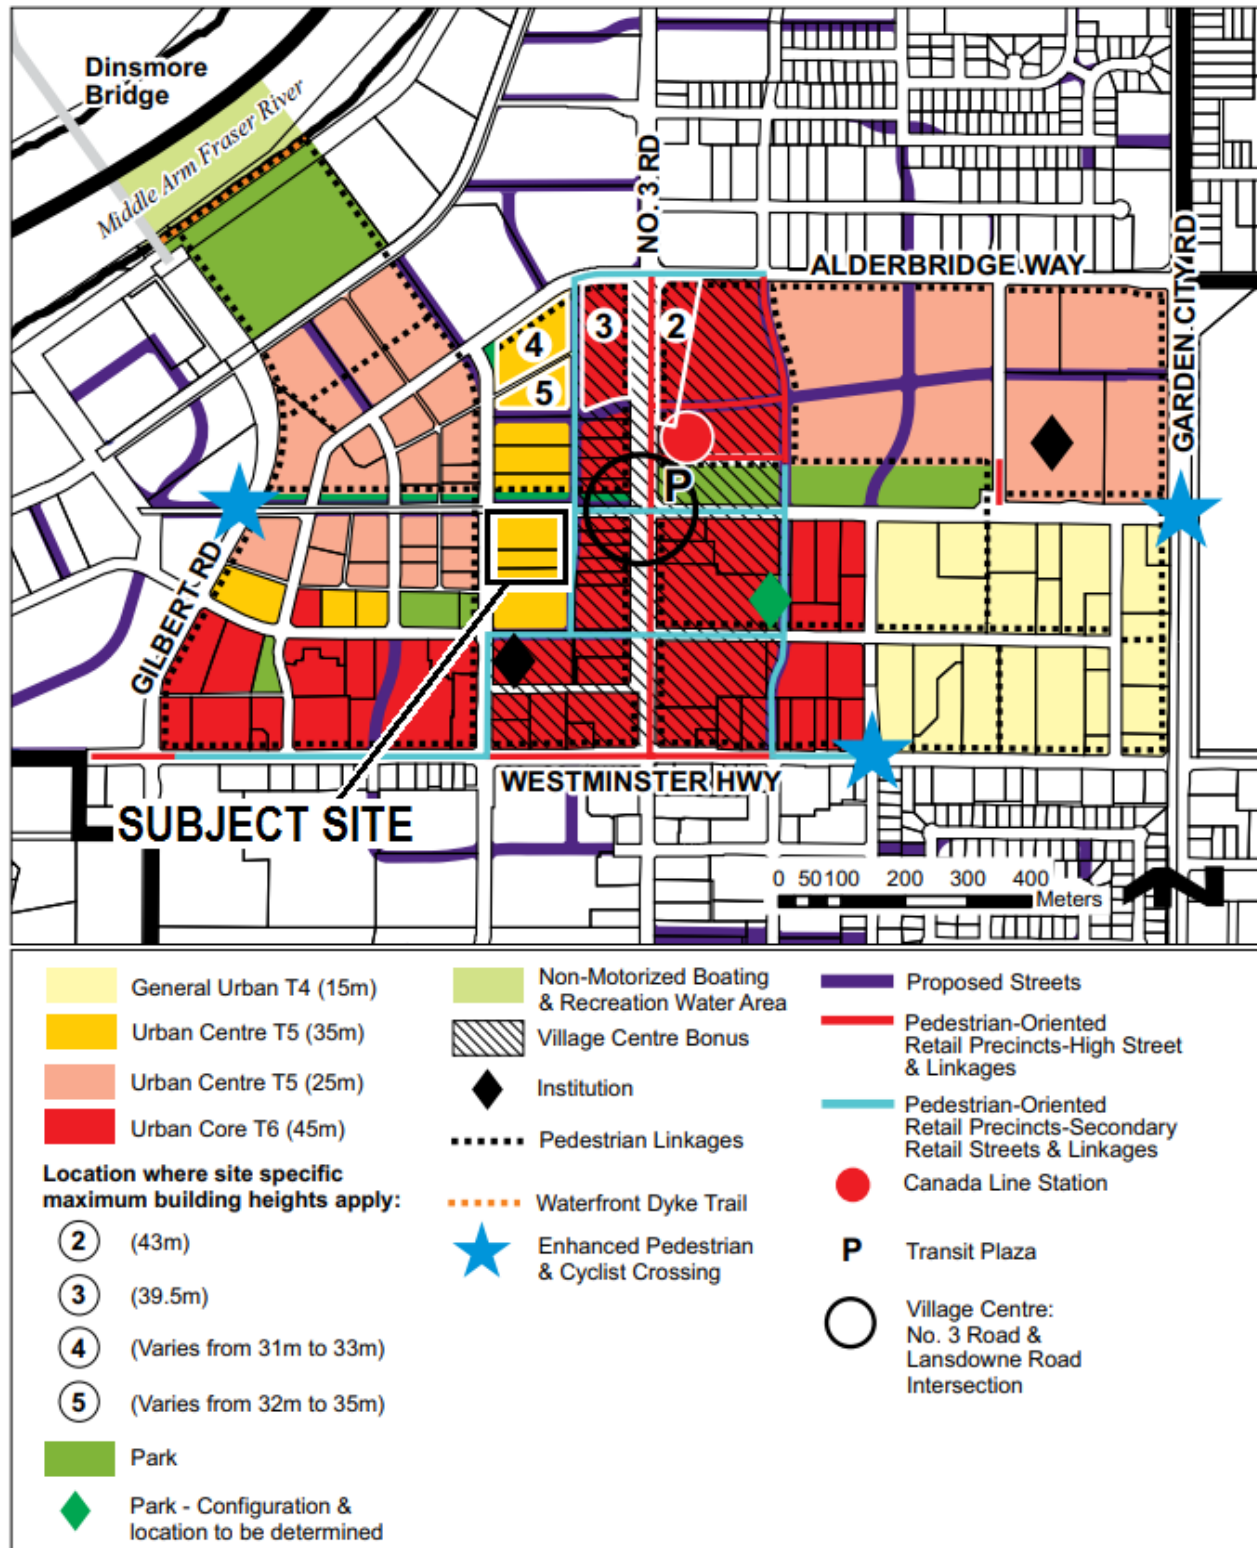 Dinsmore
Bridge
Middle Arm Fraser River
NO. 3 RD
ALDERBRIDGE WAY
GARDEN CITY RD
3
2
4
5
P
GILBERT RD
WESTMINSTER HWY
SUBJECT SITE
0 50 100 200 300 400
Meters
General Urban T4 (15m)
Urban Centre T5 (35m)
Urban Centre T5 (25m)
Urban Core T6 (45m)
Location where site specific
maximum building heights apply:
2 (43m)
3 (39.5m)
4 (Varies from 31m to 33m)
5 (Varies from 32m to 35m)
Park
Park - Configuration &
location to be determined
Non-Motorized Boating
& Recreation Water Area
Village Centre Bonus
Institution
Pedestrian Linkages
Waterfront Dyke Trail
Enhanced Pedestrian
& Cyclist Crossing
Proposed Streets
Pedestrian-Oriented
Retail Precincts-High Street
& Linkages
Pedestrian-Oriented
Retail Precincts-Secondary
Retail Streets & Linkages
Canada Line Station
P Transit Plaza
Village Centre:
No. 3 Road &
Lansdowne Road
Intersection